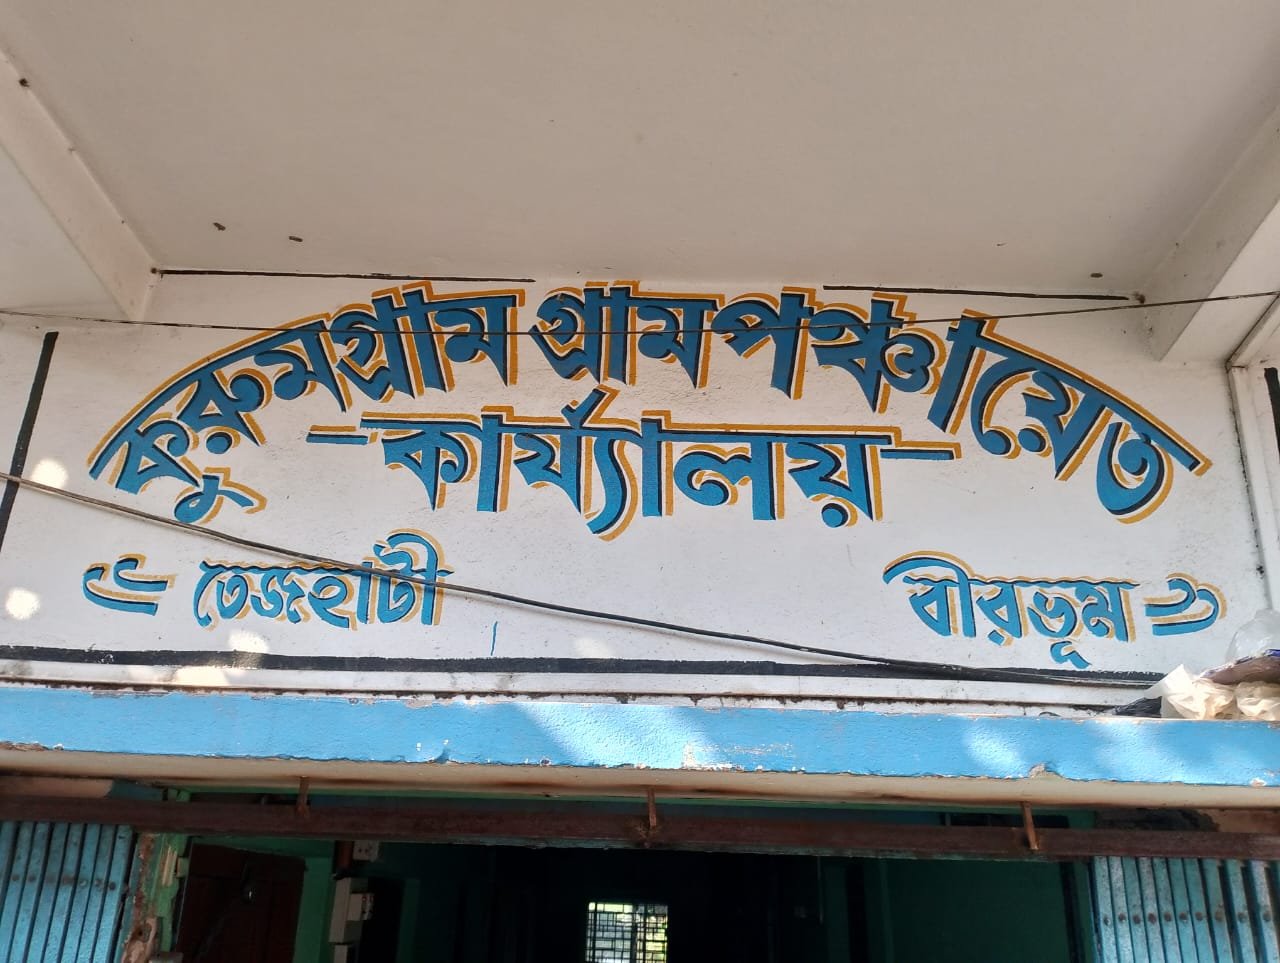 কুরুমগ্রাম গ্রামপঞ্চায়েত
-কার্য্যালয়-
তেজহাটী
বীরভূম